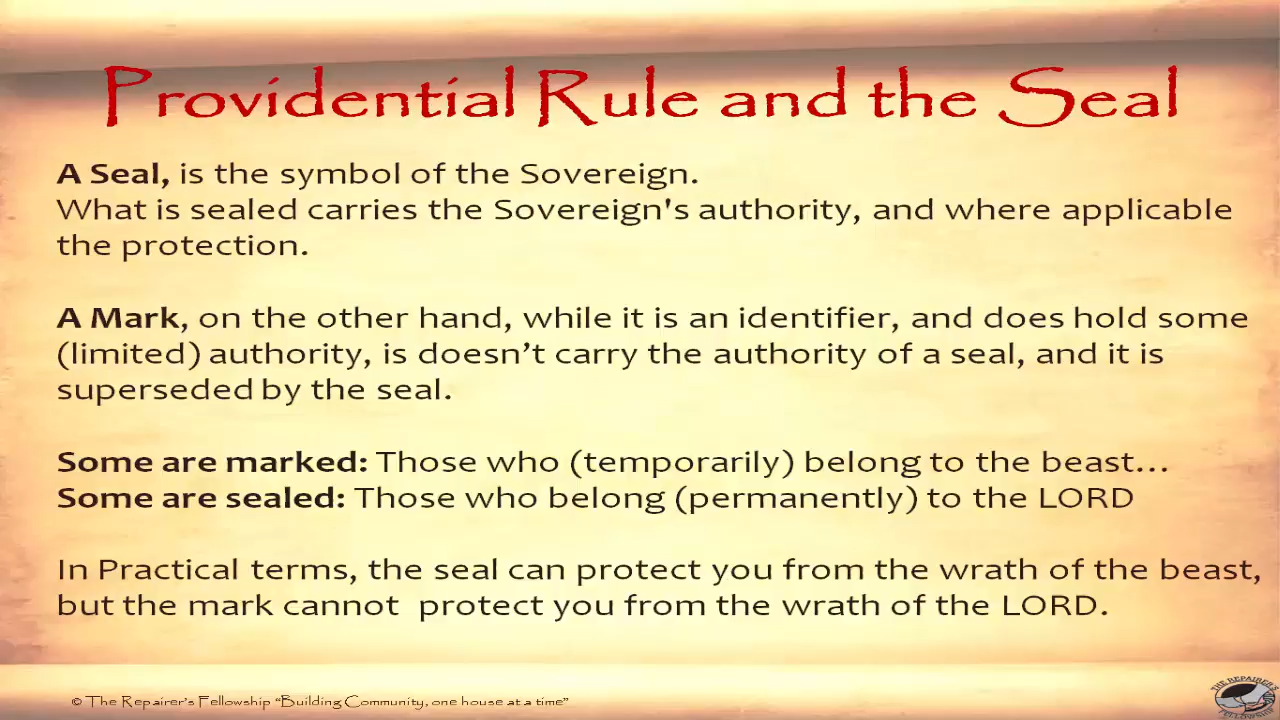 Providential Rule and the Seal
A Seal, is the symbol of the Sovereign.
What is sealed carries the Sovereign's authority, and where applicable
the protection.
A Mark, on the other hand, while it is an identifier, and does hold some
(limited) authority, is doesn't carry the authority of a seal, and it is
superseded by the seal.
Some are marked: Those who (temporarily) belong to the beast...
Some are sealed: Those who belong (permanently) to the LORD
In Practical terms, the seal can protect you from the wrath of the beast,
but the mark cannot protect you from the wrath of the LORD.
© The Repairer's Fellowship "Building Community, one house at a time"
THE REPAIRER'S
FELLOWSHIP